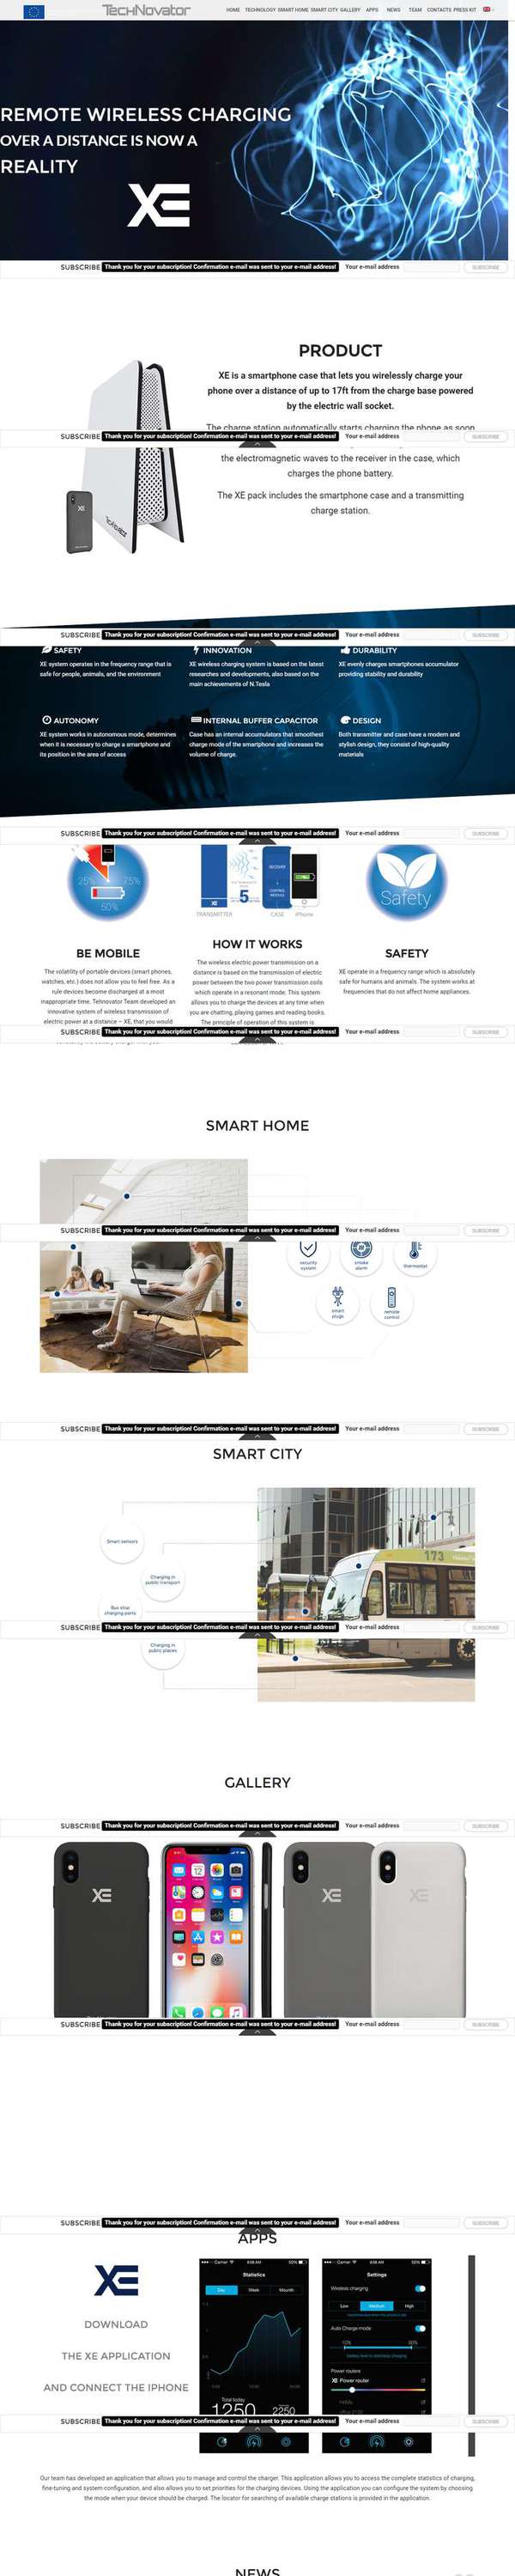 TechNovator
HOME TECHNOLOGY SMART HOME SMART CITY GALLERY APPS NEWS TEAM CONTACTS PRESS KIT
REMOTE WIRELESS CHARGING
OVER A DISTANCE IS NOW A
REALITY
XE
SUBSCRIBE Thank you for your subscription! Confirmation e-mail was sent to your e-mail address! Your e-mail address SUBSCRIBE
PRODUCT
XE is a smartphone case that lets you wirelessly charge your
phone over a distance of up to 17ft from the charge base powered
by the electric wall socket.
The charge station automatically starts charging the phone as soon
SUBSCRIBE Thank you for your subscription! Confirmation e-mail was sent to your e-mail address! Your e-mail address SUBSCRIBE
the electromagnetic waves to the receiver in the case, which
charges the phone battery.
The XE pack includes the smartphone case and a transmitting
charge station.
XE
TechNovator
SUBSCRIBE Thank you for your subscription! Confirmation e-mail was sent to your e-mail address! Your e-mail address SUBSCRIBE
SAFETY
XE system operates in the frequency range that is
safe for people, animals, and the environment
INNOVATION
XE wireless charging system is based on the latest
researches and developments, also based on the
main achievements of N.Tesla
DURABILITY
XE evenly charges smartphones accumulator
providing stability and durability
AUTONOMY
XE system works in autonomous mode, determines
when it is necessary to charge a smartphone and
its position in the area of access
INTERNAL BUFFER CAPACITOR
Case has an internal accumulators that smoothest
charge mode of the smartphone and increases the
volume of charge.
DESIGN
Both transmitter and case have a modern and
stylish design, they consist of high-quality
materials
SUBSCRIBE Thank you for your subscription! Confirmation e-mail was sent to your e-mail address! Your e-mail address SUBSCRIBE
25% 75%
50%
5
XE
RECEIVER
CONTROL MODULE
TRANSMITTER CASE iPhone
Safety
BE MOBILE
The volatility of portable devices (smart phones,
watches, etc.) does not allow you to feel free. As a
rule devices become discharged at a most
inappropriate time. Tehnovator Team developed an
innovative system of wireless transmission of
electric power at a distance – XE, that you would
HOW IT WORKS
The wireless electric power transmission on a
distance is based on the transmission of electric
power between the two power transmission coils
which operate in a resonant mode. This system
allows you to charge the devices at any time when
you are chatting, playing games and reading books.
The principle of operation of this system is
SAFETY
XE operate in a frequency range which is absolutely
safe for humans and animals. The system works at
frequencies that do not affect home appliances.
SUBSCRIBE Thank you for your subscription! Confirmation e-mail was sent to your e-mail address! Your e-mail address SUBSCRIBE
SMART HOME
SUBSCRIBE Thank you for your subscription! Confirmation e-mail was sent to your e-mail address! Your e-mail address SUBSCRIBE
security
system
smoke
alarm
thermostat
smart
plugs
remote
control
SUBSCRIBE Thank you for your subscription! Confirmation e-mail was sent to your e-mail address! Your e-mail address SUBSCRIBE
SMART CITY
Smart sensors
Charging in
public transport
Bus stop
charging ports
173
SUBSCRIBE Thank you for your subscription! Confirmation e-mail was sent to your e-mail address! Your e-mail address SUBSCRIBE
Charging in
public places
GALLERY
SUBSCRIBE Thank you for your subscription! Confirmation e-mail was sent to your e-mail address! Your e-mail address SUBSCRIBE
XE
12
XE
XE
SUBSCRIBE Thank you for your subscription! Confirmation e-mail was sent to your e-mail address! Your e-mail address SUBSCRIBE
SUBSCRIBE Thank you for your subscription! Confirmation e-mail was sent to your e-mail address! Your e-mail address SUBSCRIBE
APPS
XE
DOWNLOAD
THE XE APPLICATION
AND CONNECT THE IPHONE
Carrier 8:08 AM 50%
Statistics
Day Week Mounth
Total today
1250 2250
Carrier 8:08 AM 50%
Settings
Wireless charging
Low Medium High
Auto Charge mode
10% 90%
Power routers
XE Power router
SUBSCRIBE Thank you for your subscription! Confirmation e-mail was sent to your e-mail address! Your e-mail address SUBSCRIBE
Our team has developed an application that allows you to manage and control the charger. This application allows you to access the complete statistics of charging,
fine-tuning and system configuration, and also allows you to set priorities for the charging devices. Using the application you can configure the system by choosing
the mode when your device should be charged. The locator for searching of available charge stations is provided in the application.
NEWS